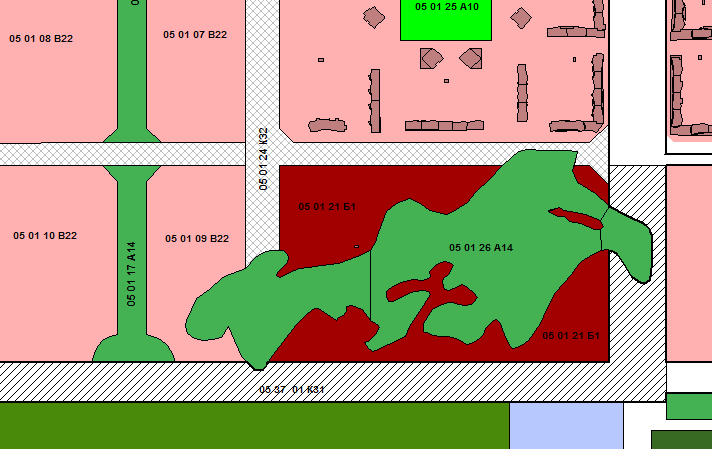 05 01 25 А10
05 01 08 В22
05 01 07 В22
05 01 24 К32
05 01 21 Б1
05 01 10 В22
05 01 09 В22
05 01 17 А14
05 01 26 А14
05 01 21 Б1
05 37 01 К31